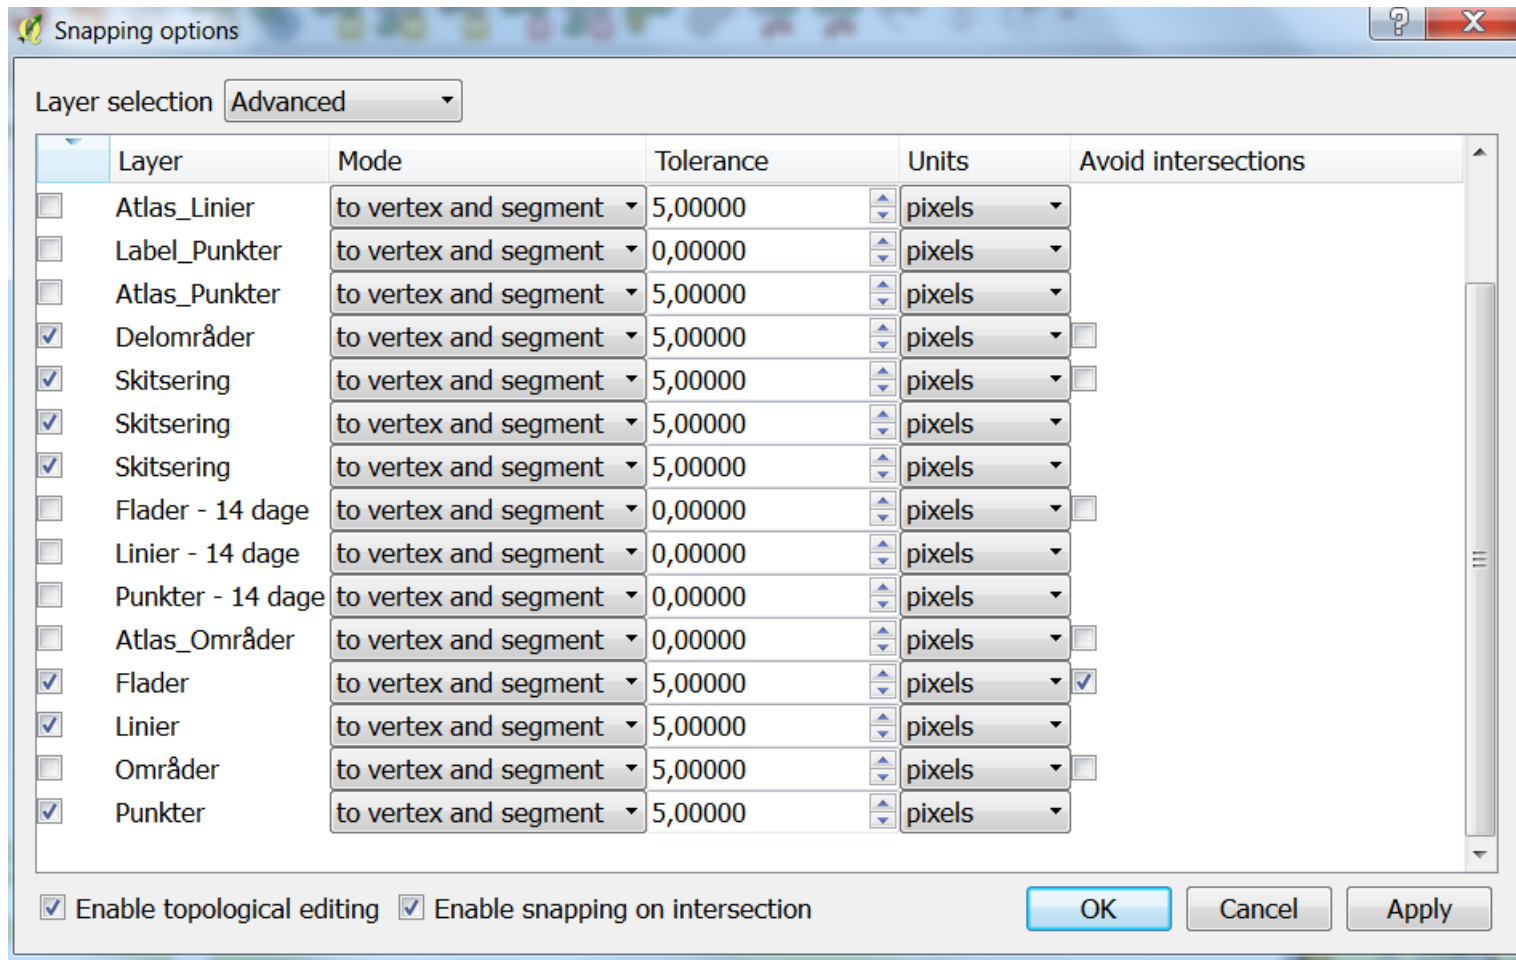 Snapping options
Layer selection Advanced
Layer Mode Tolerance Units Avoid intersections
Atlas_Linier to vertex and segment 5,00000 pixels
Label_Punkter to vertex and segment 0,00000 pixels
Atlas_Punkter to vertex and segment 5,00000 pixels
Delområder to vertex and segment 5,00000 pixels
Skitsering to vertex and segment 5,00000 pixels
Skitsering to vertex and segment 5,00000 pixels
Skitsering to vertex and segment 5,00000 pixels
Flader - 14 dage to vertex and segment 0,00000 pixels
Linier - 14 dage to vertex and segment 0,00000 pixels
Punkter - 14 dage to vertex and segment 0,00000 pixels
Atlas_Områder to vertex and segment 0,00000 pixels
Flader to vertex and segment 5,00000 pixels
Linier to vertex and segment 5,00000 pixels
Områder to vertex and segment 5,00000 pixels
Punkter to vertex and segment 5,00000 pixels
Enable topological editing Enable snapping on intersection OK Cancel Apply